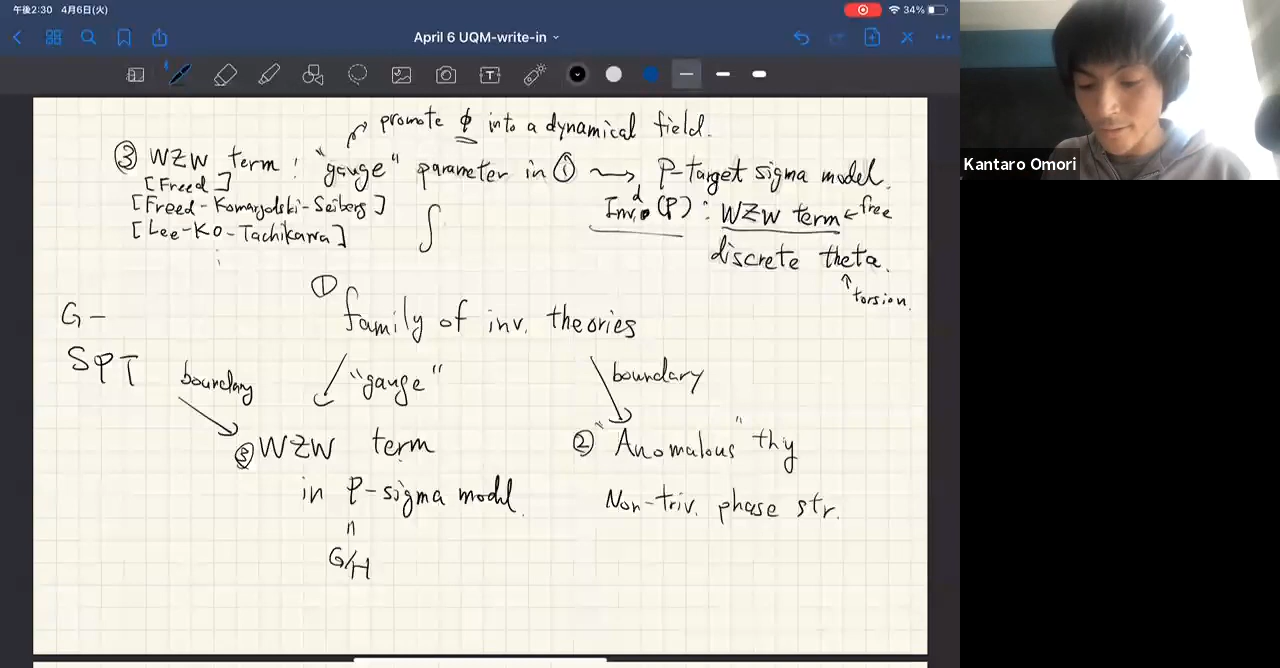 午後2:30 4月6日(火)
34%
April 6 UQM-write-in
Kantaro Omori
promote ϕ into a dynamical field.
③ WZW term : "gauge" parameter in ① ⇝ P-target sigma model.
[Freed]
[Freed-Komargodski-Seiberg]
[Lee-KO-Tachikawa]
⋮
∫
(P) : WZW term ← free
discrete theta.
↑ torsion.
①
family of inv. theories
G-
SPT
boundary
"gauge"
boundary
③ WZW term
in P-sigma model.
G/H
② "Anomalous" thy
Non-triv. phase str.